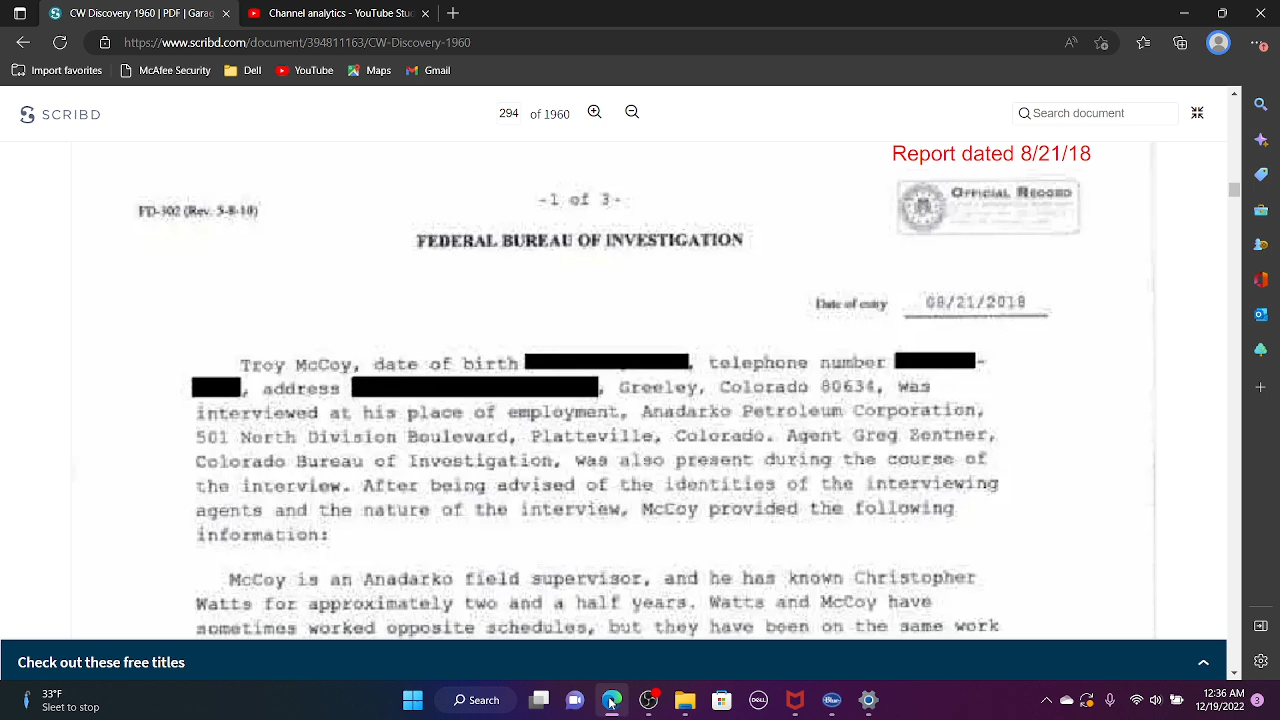 CW Discovery 1960 | PDF | Garag
Channel analytics - YouTube Stud
https://www.scribd.com/document/394811163/CW-Discovery-1960
Import favorites McAfee Security Dell YouTube Maps Gmail
SCRIBD 294 of 1960 Search document
Report dated 8/21/18
-1 of 3-
OFFICIAL RECORD
FD-302 (Rev. 5-8-10)
FEDERAL BUREAU OF INVESTIGATION
Date of entry 08/21/2018
Troy McCoy, date of birth , telephone number -
, address , Greeley, Colorado 80634, was
interviewed at his place of employment, Anadarko Petroleum Corporation,
501 North Division Boulevard, Platteville, Colorado. Agent Greg Zentner,
Colorado Bureau of Investigation, was also present during the course of
the interview. After being advised of the identities of the interviewing
agents and the nature of the interview, McCoy provided the following
information:
McCoy is an Anadarko field supervisor, and he has known Christopher
Watts for approximately two and a half years. Watts and McCoy have
sometimes worked opposite schedules, but they have been on the same work
Check out these free titles
33°F
Sleet to stop
Search
DELL
Blu
12:36 AM
12/19/2022
3